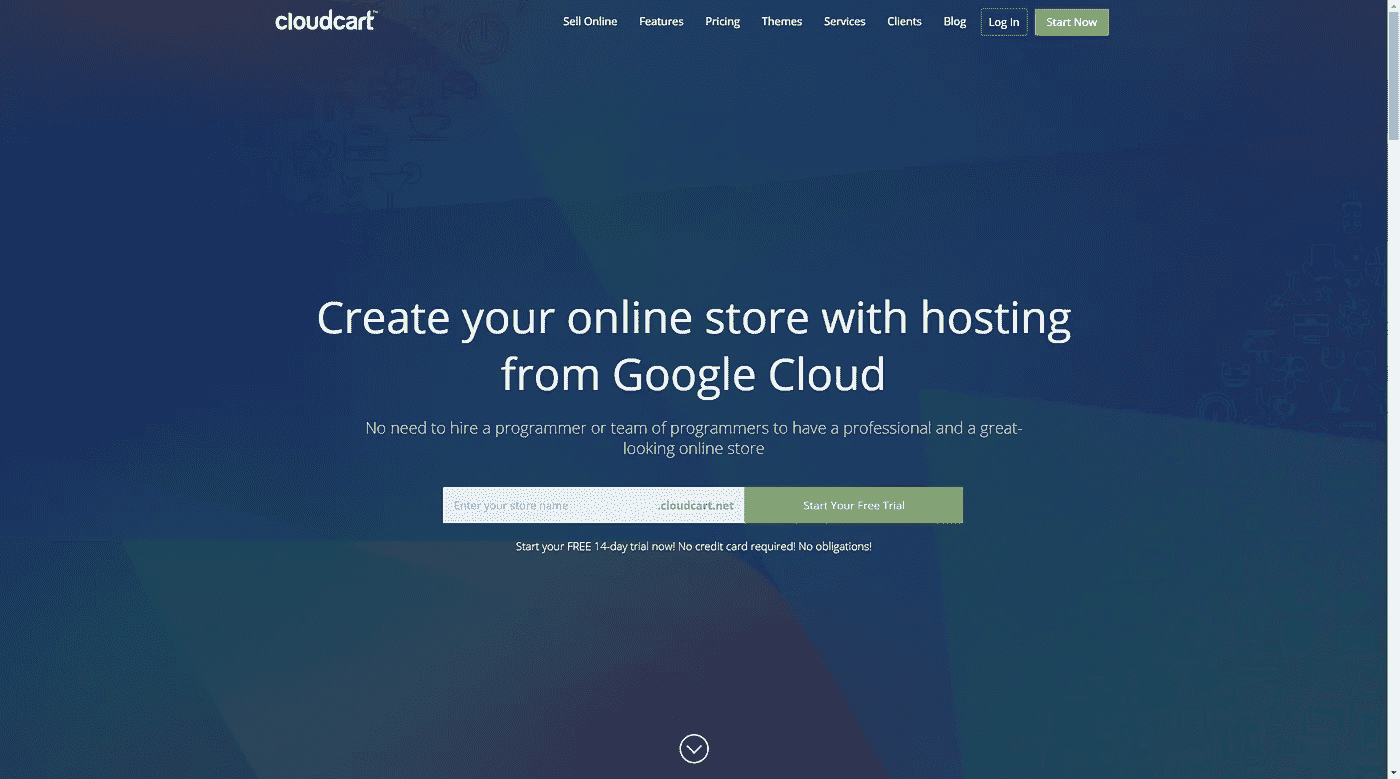 cloudcart™
Sell Online Features Pricing Themes Services Clients Blog Log In Start Now
Create your online store with hosting
from Google Cloud
No need to hire a programmer or team of programmers to have a professional and a great-
looking online store
Enter your store name .cloudcart.net Start Your Free Trial
Start your FREE 14-day trial now! No credit card required! No obligations!